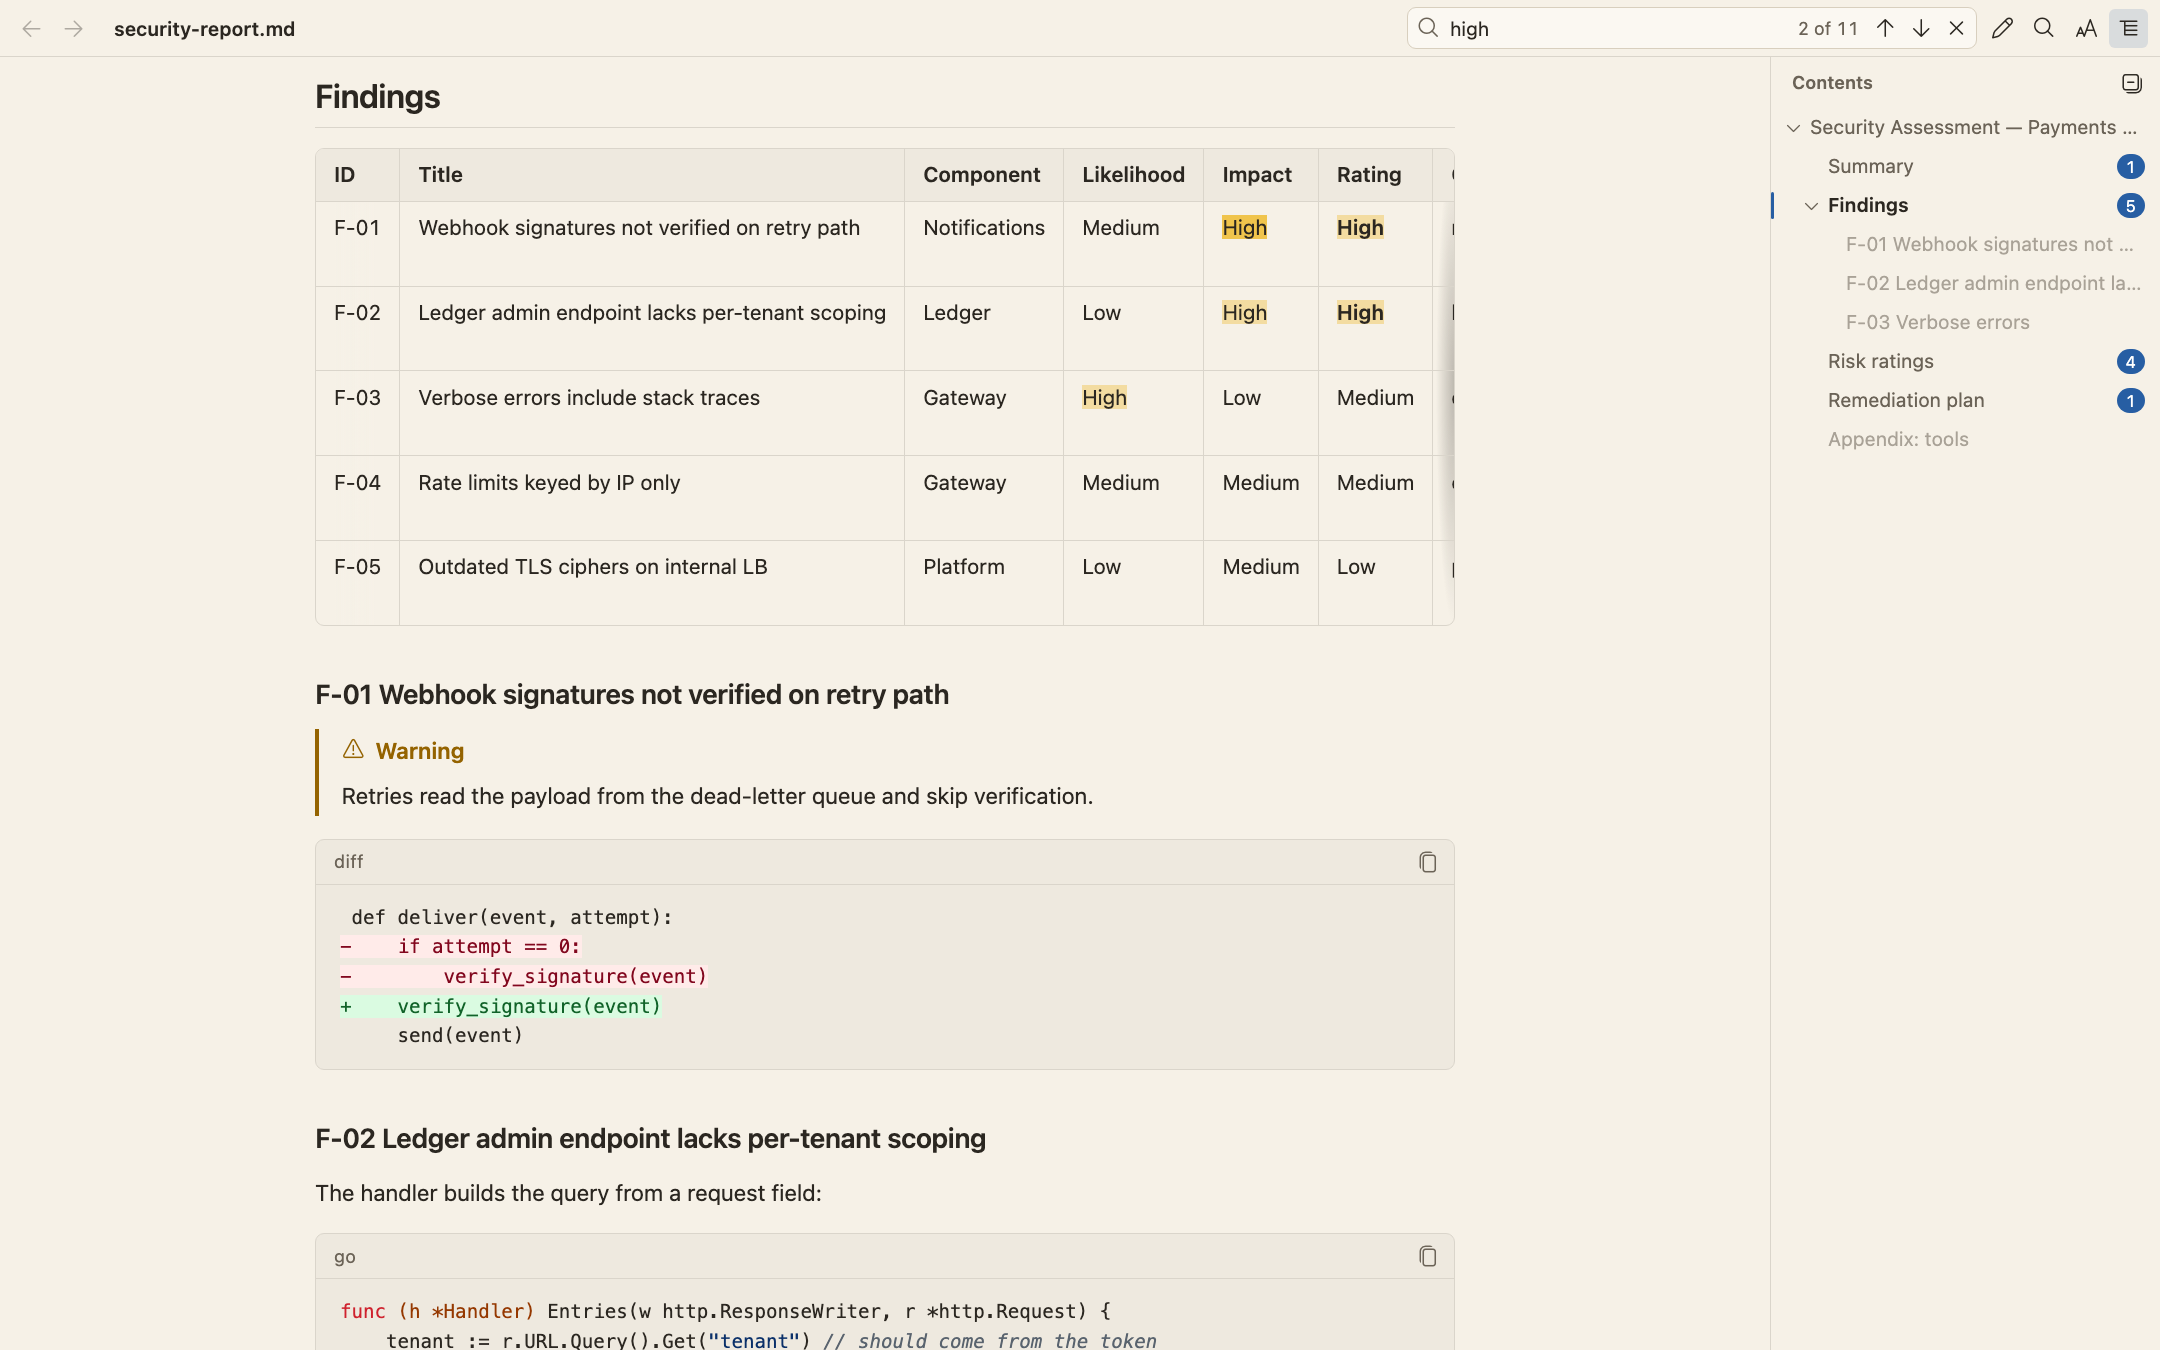 security-report.md
high
2 of 11
Findings
ID Title Component Likelihood Impact Rating
F-01 Webhook signatures not verified on retry path Notifications Medium High High
F-02 Ledger admin endpoint lacks per-tenant scoping Ledger Low High High
F-03 Verbose errors include stack traces Gateway High Low Medium
F-04 Rate limits keyed by IP only Gateway Medium Medium Medium
F-05 Outdated TLS ciphers on internal LB Platform Low Medium Low
F-01 Webhook signatures not verified on retry path
Warning
Retries read the payload from the dead-letter queue and skip verification.
diff
 def deliver(event, attempt):
-    if attempt == 0:
-        verify_signature(event)
+    verify_signature(event)
     send(event)
F-02 Ledger admin endpoint lacks per-tenant scoping
The handler builds the query from a request field:
go
func (h *Handler) Entries(w http.ResponseWriter, r *http.Request) {
    tenant := r.URL.Query().Get("tenant") // should come from the token
Contents
Security Assessment — Payments ...
Summary 1
Findings 5
F-01 Webhook signatures not ...
F-02 Ledger admin endpoint la...
F-03 Verbose errors
Risk ratings 4
Remediation plan 1
Appendix: tools